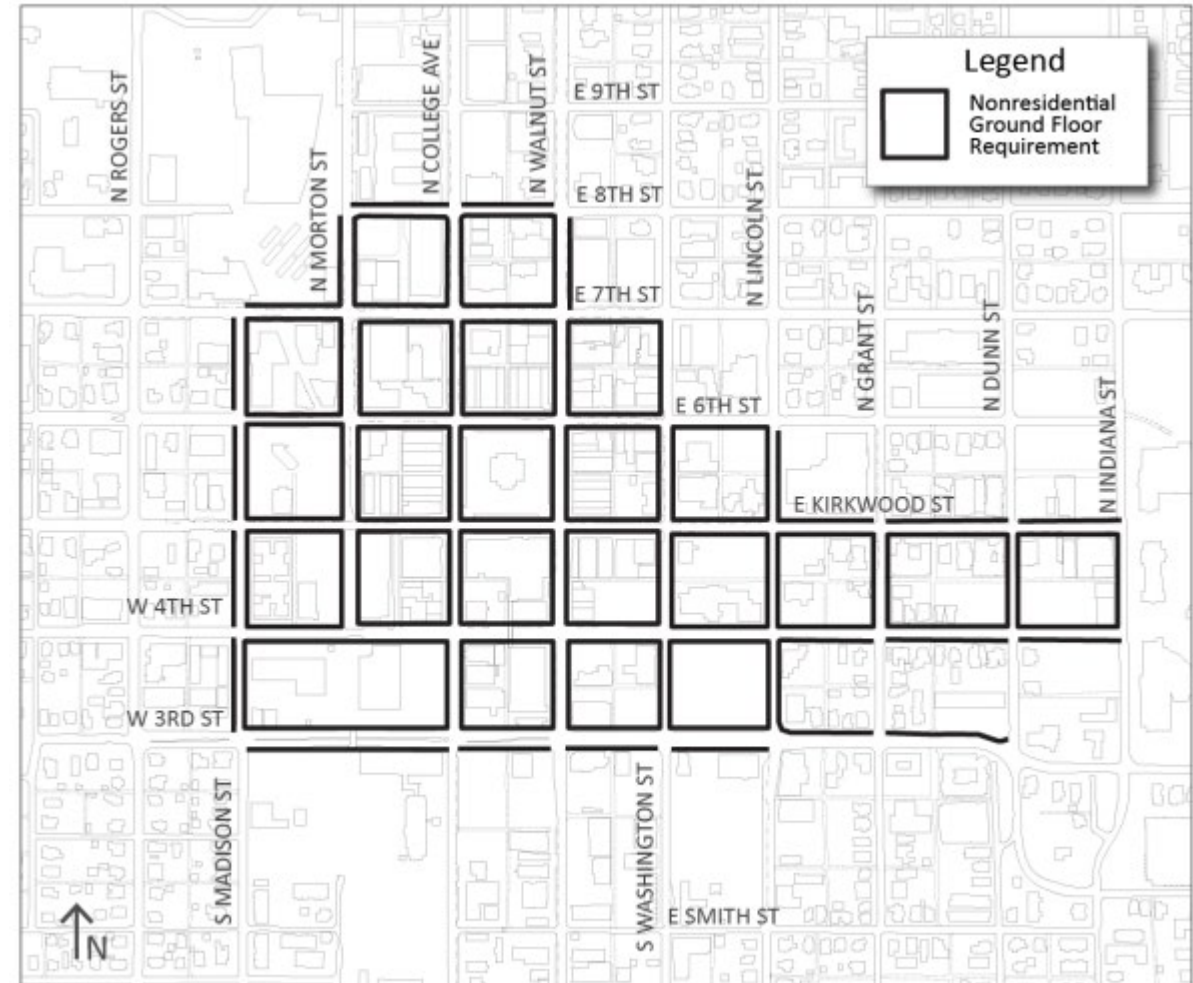 Legend
Nonresidential
Ground Floor
Requirement
N ROGERS ST
N MORTON ST
N COLLEGE AVE
N WALNUT ST
E 9TH ST
E 8TH ST
N LINCOLN ST
E 7TH ST
N GRANT ST
N DUNN ST
E 6TH ST
N INDIANA ST
E KIRKWOOD ST
W 4TH ST
W 3RD ST
S MADISON ST
S WASHINGTON ST
E SMITH ST
N